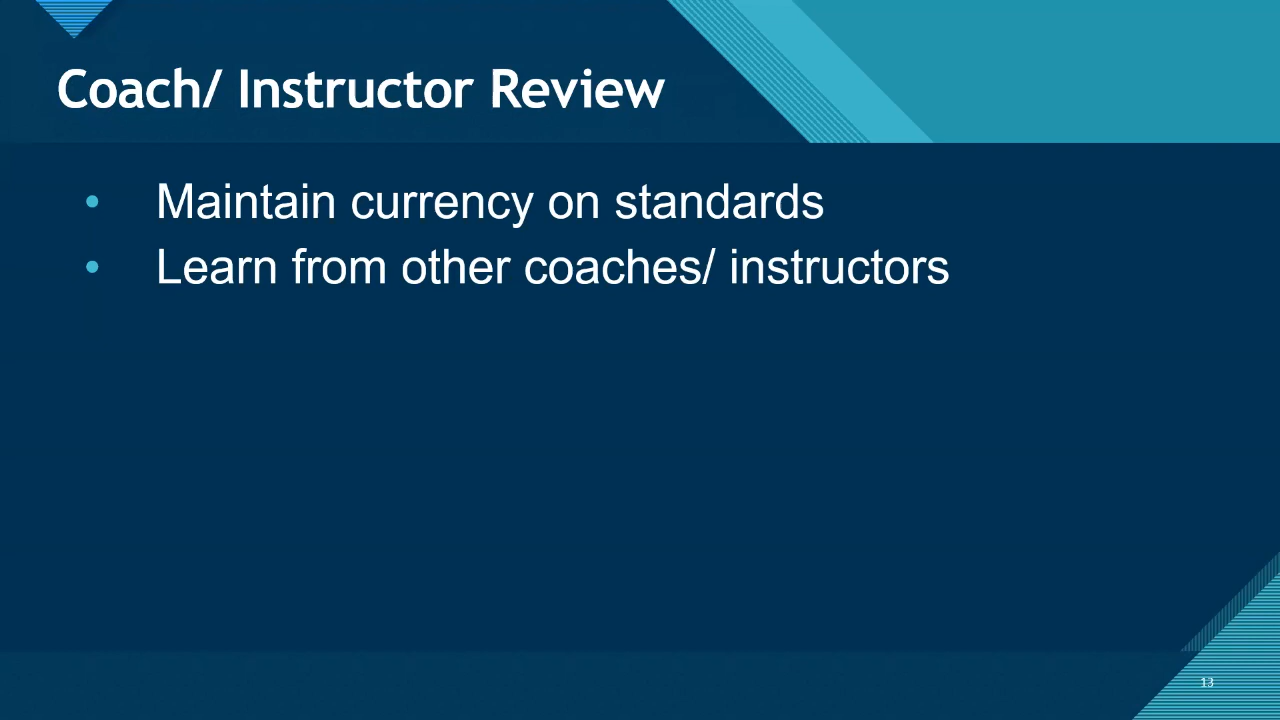 Coach/ Instructor Review
• Maintain currency on standards
• Learn from other coaches/ instructors
13